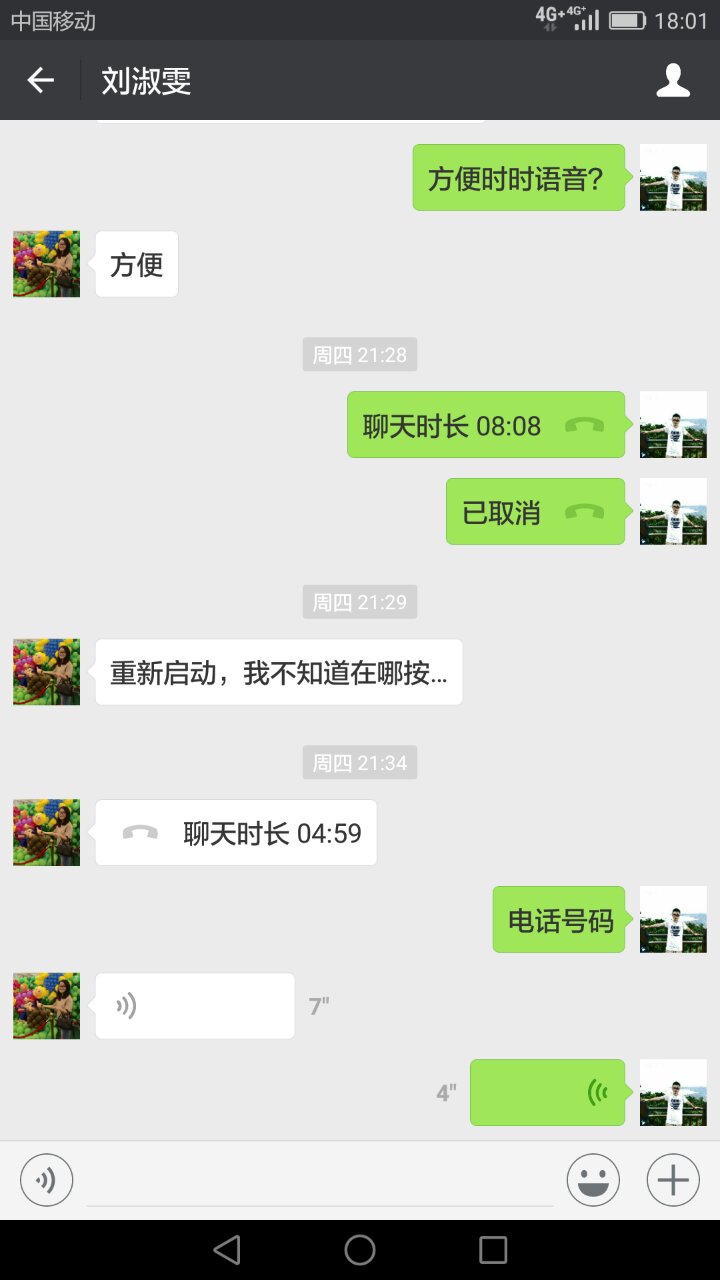 中国移动 4G+ 4G+ 18:01
刘淑雯
方便时时语音?
方便
周四 21:28
聊天时长 08:08
已取消
周四 21:29
重新启动，我不知道在哪按...
周四 21:34
聊天时长 04:59
电话号码
7"
4"